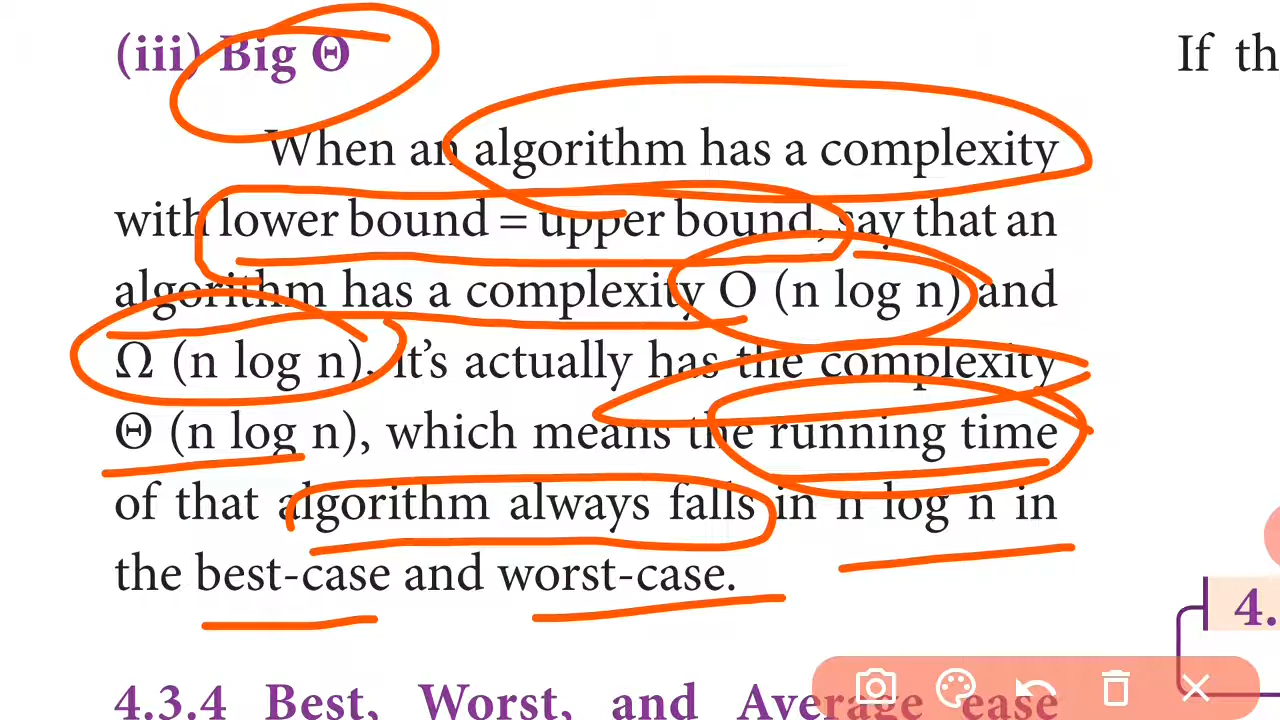 (iii) Big Θ
If th
When an algorithm has a complexity
with lower bound = upper bound, say that an
algorithm has a complexity O (n log n) and
Ω (n log n), it’s actually has the complexity
Θ (n log n), which means the running time
of that algorithm always falls in n log n in
the best-case and worst-case.
4.
4.3.4 Best, Worst, and Average ease